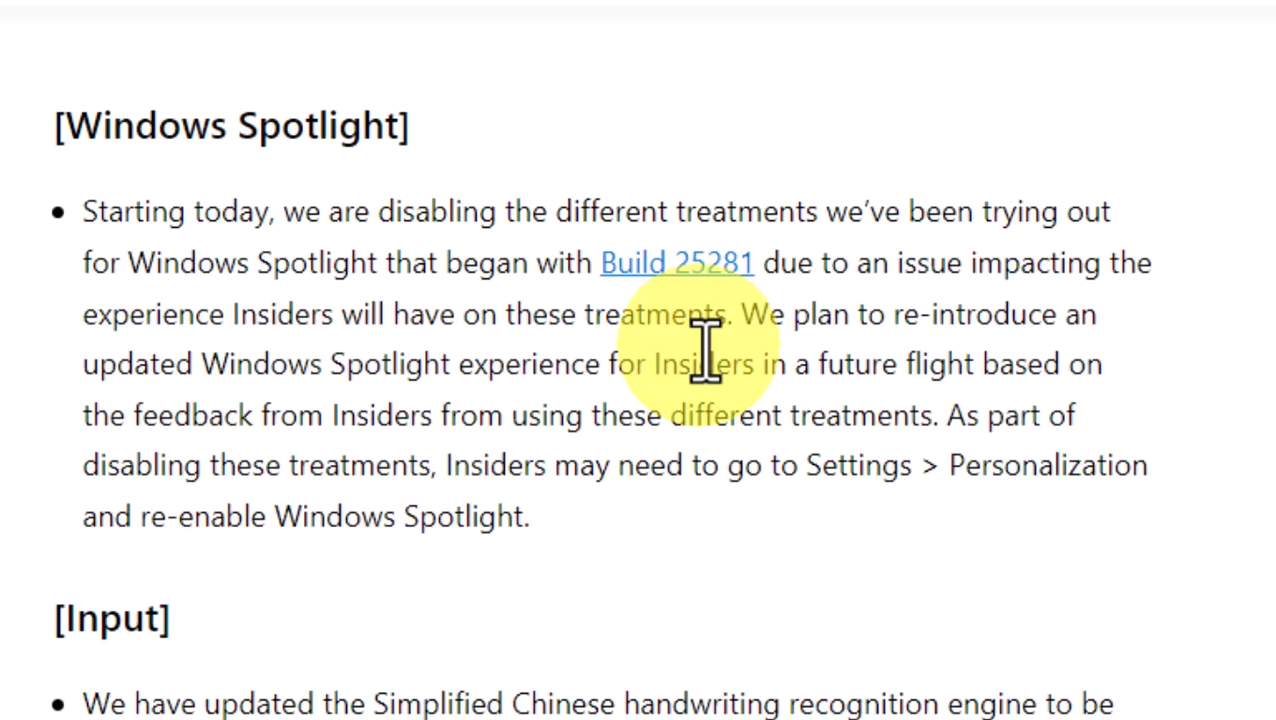 [Windows Spotlight]
Starting today, we are disabling the different treatments we’ve been trying out
for Windows Spotlight that began with Build 25281 due to an issue impacting the
experience Insiders will have on these treatments. We plan to re-introduce an
updated Windows Spotlight experience for Insiders in a future flight based on
the feedback from Insiders from using these different treatments. As part of
disabling these treatments, Insiders may need to go to Settings > Personalization
and re-enable Windows Spotlight.
[Input]
We have updated the Simplified Chinese handwriting recognition engine to be